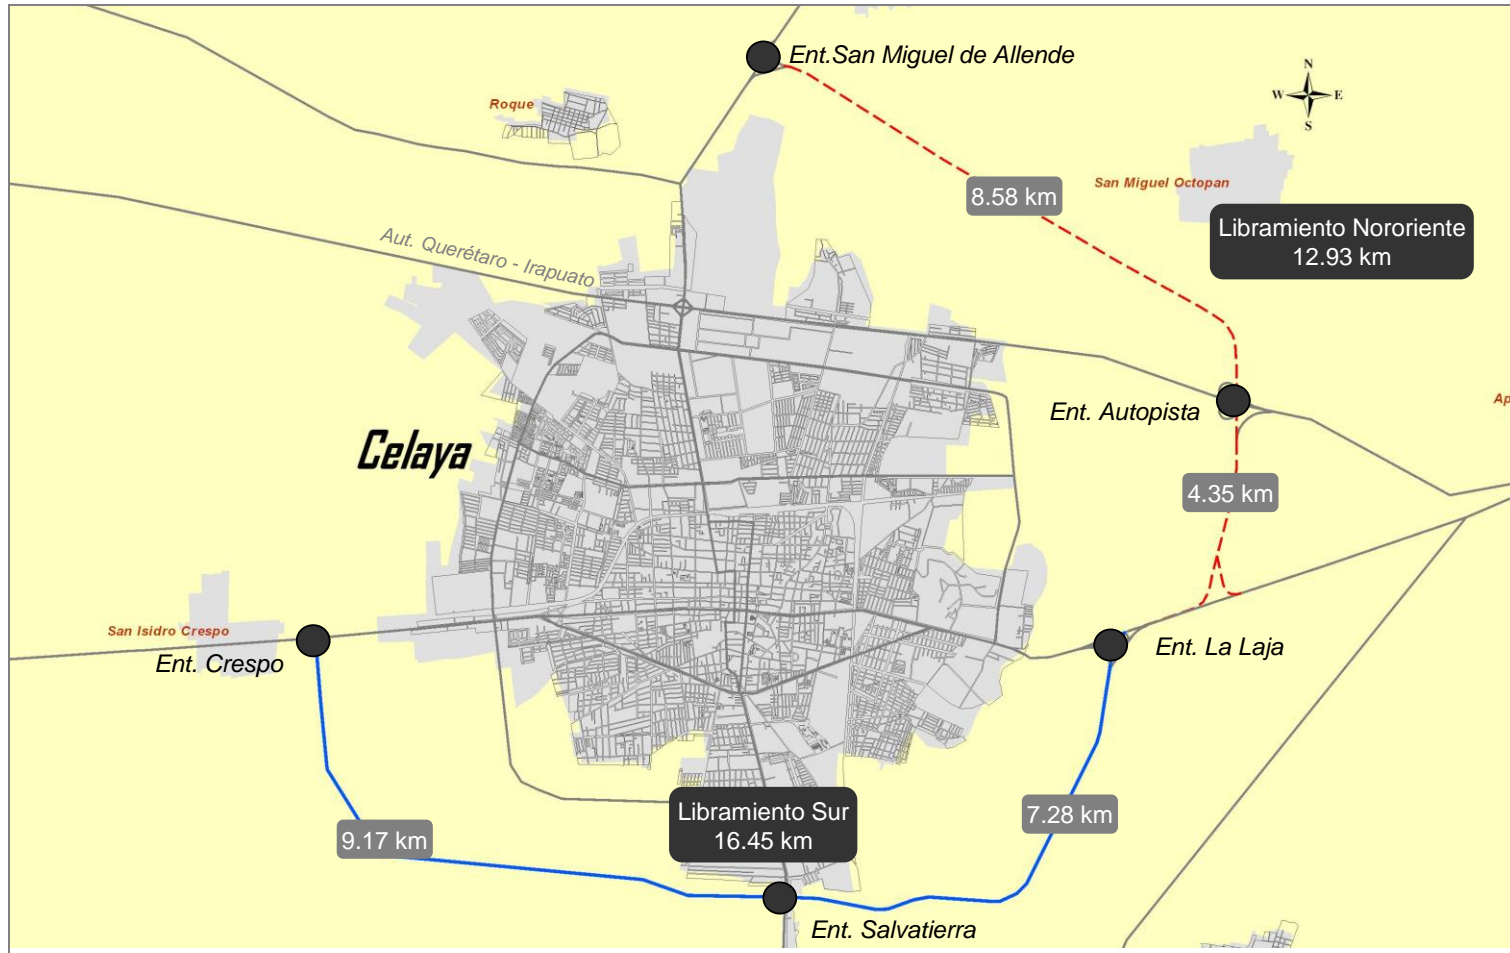 Ent.San Miguel de Allende
N
W
E
S
Roque
San Miguel Octopan
8.58 km
Libramiento Nororiente
12.93 km
Aut. Querétaro - Irapuato
Ap
Ent. Autopista
Celaya
4.35 km
San Isidro Crespo
Ent. Crespo
Ent. La Laja
Libramiento Sur
16.45 km
7.28 km
9.17 km
Ent. Salvatierra